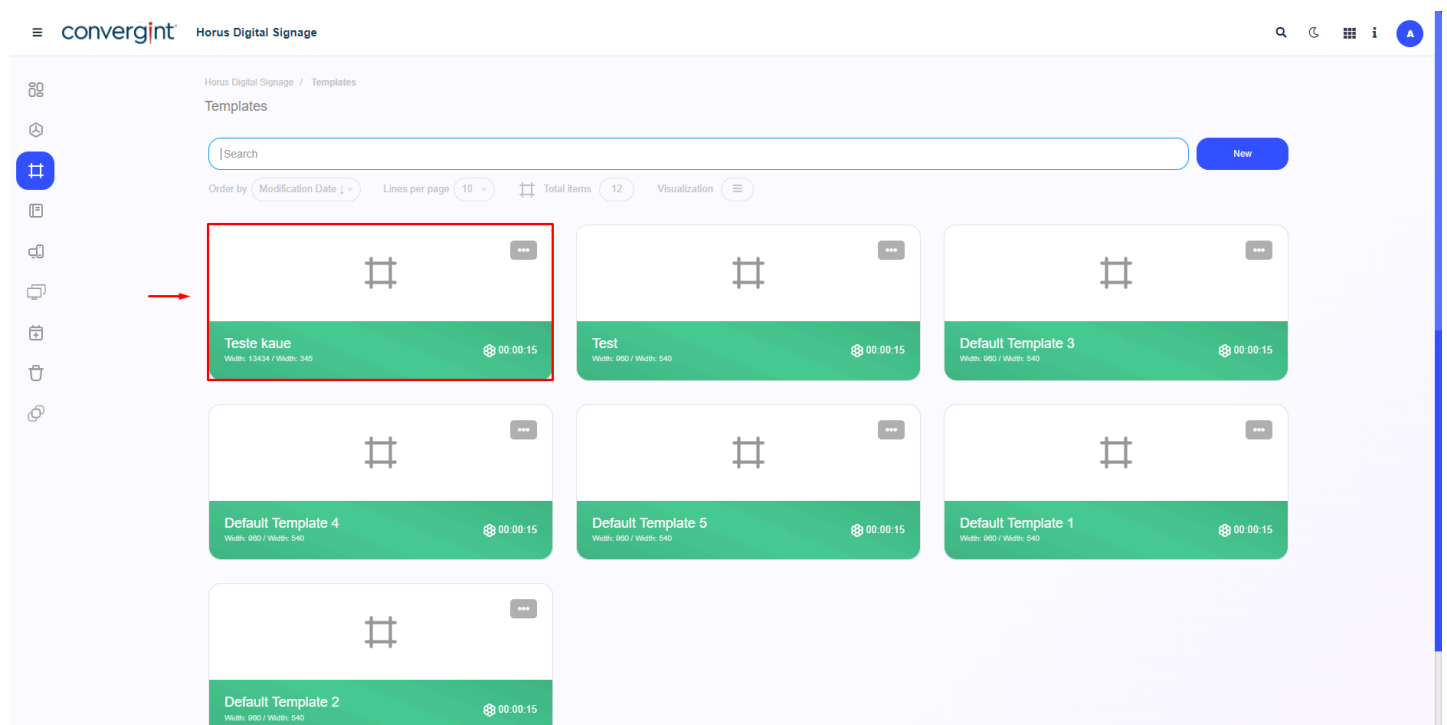 convergint Horus Digital Signage i A
Horus Digital Signage / Templates
Templates
Search New
Order by Modification Date ↓ Lines per page 10 Total items 12 Visualization
Teste kaue 00:00:15
Width: 13434 / Width: 345
Test 00:00:15
Width: 960 / Width: 540
Default Template 3 00:00:15
Width: 960 / Width: 540
Default Template 4 00:00:15
Width: 960 / Width: 540
Default Template 5 00:00:15
Width: 960 / Width: 540
Default Template 1 00:00:15
Width: 960 / Width: 540
Default Template 2 00:00:15
Width: 960 / Width: 540